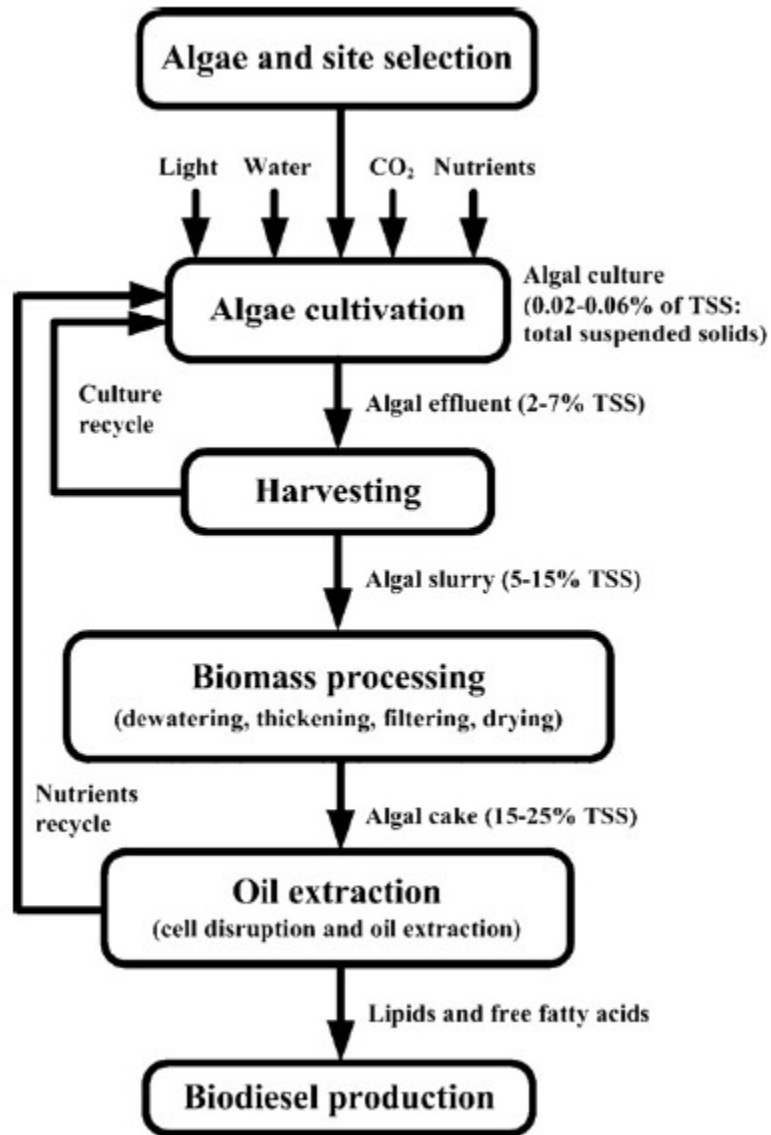 Algae and site selection
Light Water CO₂ Nutrients
Algae cultivation
Algal culture
(0.02-0.06% of TSS:
total suspended solids)
Culture
recycle
Algal effluent (2-7% TSS)
Harvesting
Algal slurry (5-15% TSS)
Biomass processing
(dewatering, thickening, filtering, drying)
Nutrients
recycle
Algal cake (15-25% TSS)
Oil extraction
(cell disruption and oil extraction)
Lipids and free fatty acids
Biodiesel production